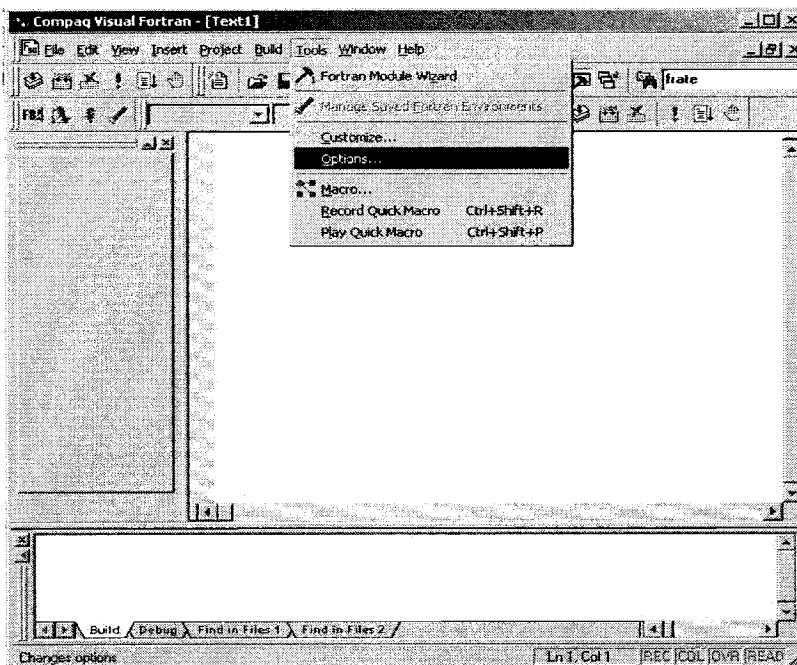 Compaq Visual Fortran - [Text1]
File Edit View Insert Project Build Tools Window Help
Fortran Module Wizard
frate
Manage Saved Fortran Environments
Customize...
Options...
Macro...
Record Quick Macro Ctrl+Shift+R
Play Quick Macro Ctrl+Shift+P
Build Debug Find in Files 1 Find in Files 2
Changes options Ln 1, Col 1 REC COL OVR READ